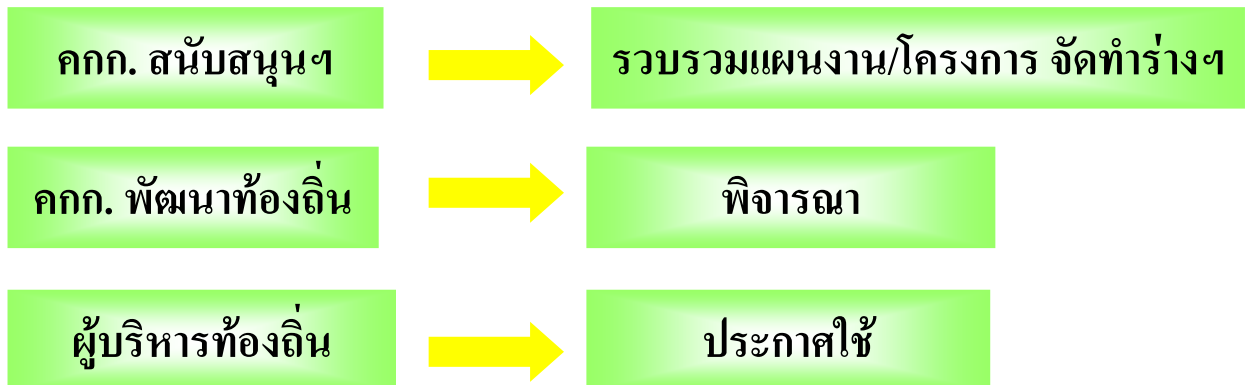 คกก. สนับสนุนฯ
รวบรวมแผนงาน/โครงการ จัดทำร่างฯ
คกก. พัฒนาท้องถิ่น
พิจารณา
ผู้บริหารท้องถิ่น
ประกาศใช้